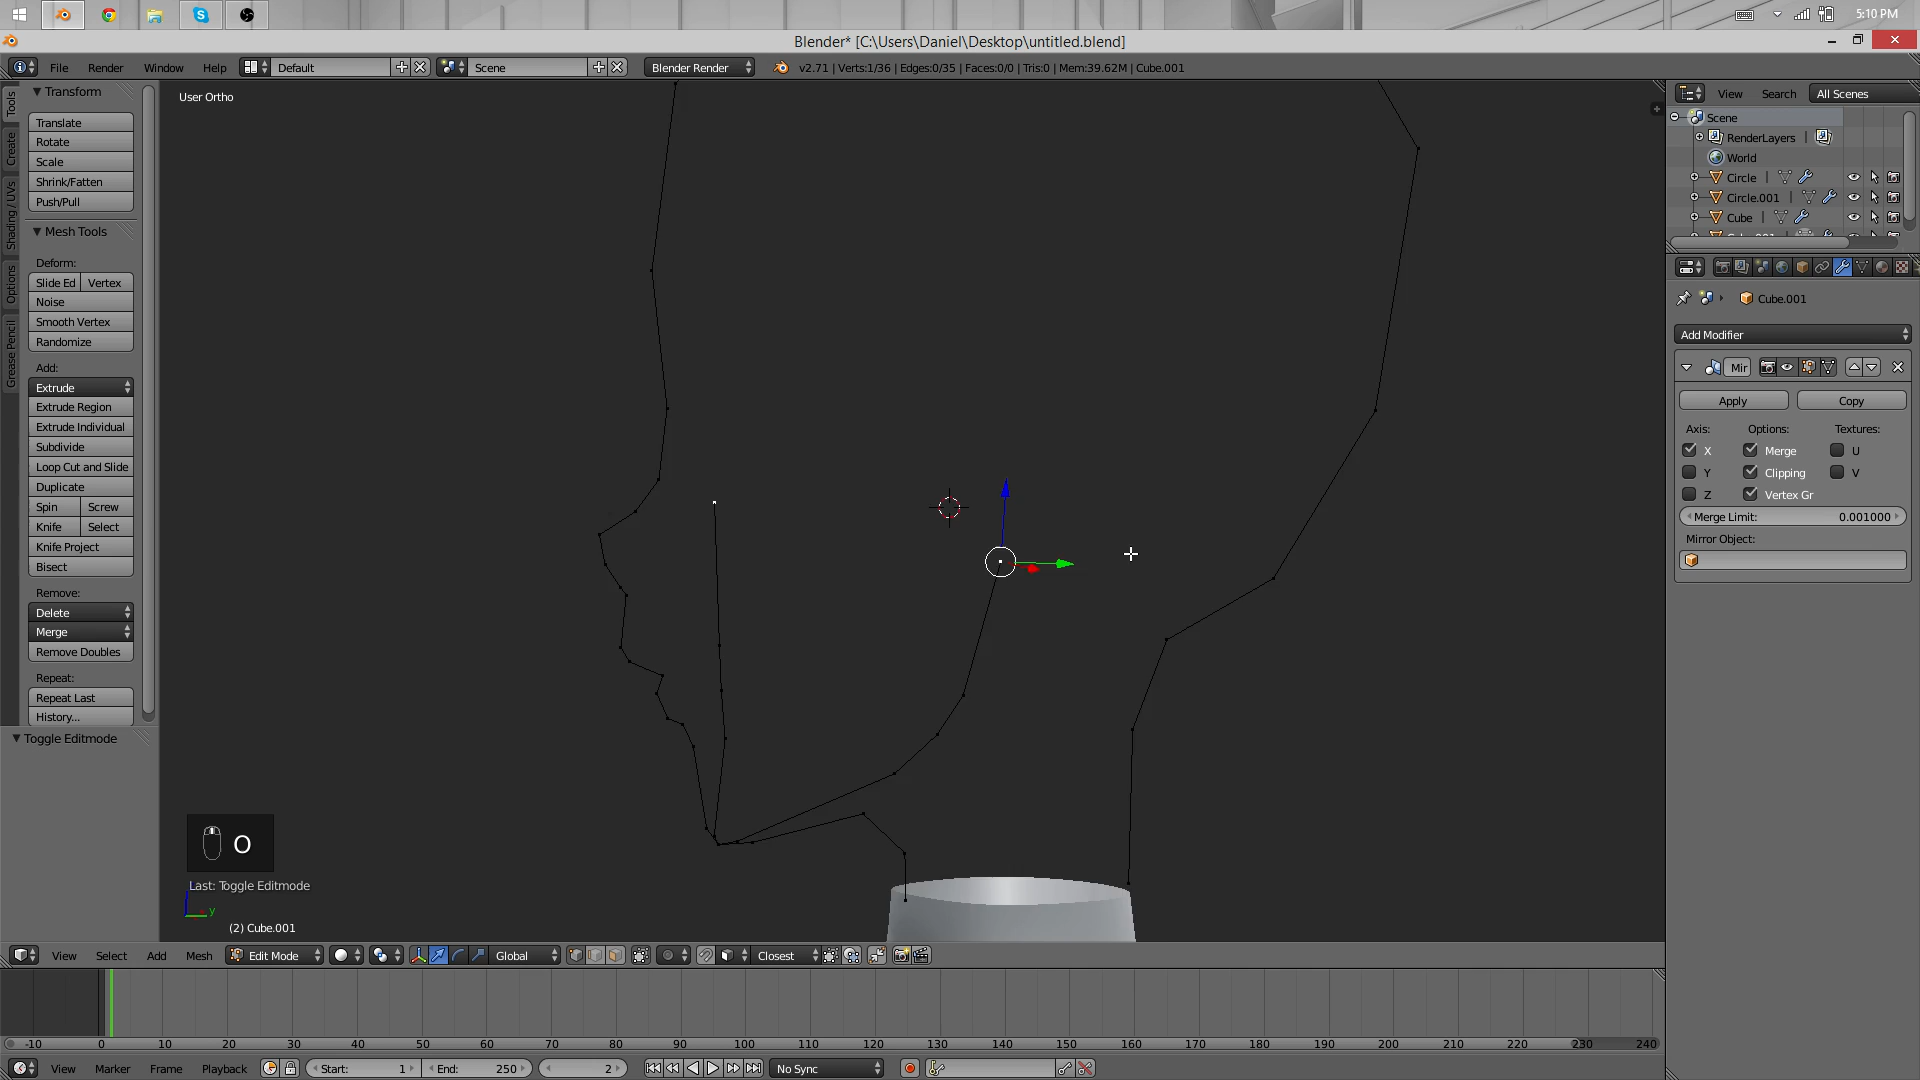 5:10 PM
Blender* [C:\Users\Daniel\Desktop\untitled.blend]
File Render Window Help Default Scene Blender Render v2.71 | Verts:1/36 | Edges:0/35 | Faces:0/0 | Tris:0 | Mem:39.62M | Cube.001
Tools
Create
Shading / UVs
Options
Grease Pencil
Transform
Translate
Rotate
Scale
Shrink/Fatten
Push/Pull
Mesh Tools
Deform:
Slide Ed Vertex
Noise
Smooth Vertex
Randomize
Add:
Extrude
Extrude Region
Extrude Individual
Subdivide
Loop Cut and Slide
Duplicate
Spin Screw
Knife Select
Knife Project
Bisect
Remove:
Delete
Merge
Remove Doubles
Repeat:
Repeat Last
History...
Toggle Editmode
User Ortho
O
Last: Toggle Editmode
y
(2) Cube.001
View Search All Scenes
Scene
RenderLayers |
World
Circle |
Circle.001
Cube |
Cube.001
Add Modifier
Mir
Apply Copy
Axis: Options: Textures:
X Merge U
Y Clipping V
Z Vertex Gr
Merge Limit: 0.001000
Mirror Object:
View Select Add Mesh Edit Mode Global Closest
-10 0 10 20 30 40 50 60 70 80 90 100 110 120 130 140 150 160 170 180 190 200 210 220 230 240
View Marker Frame Playback Start: 1 End: 250 2 No Sync